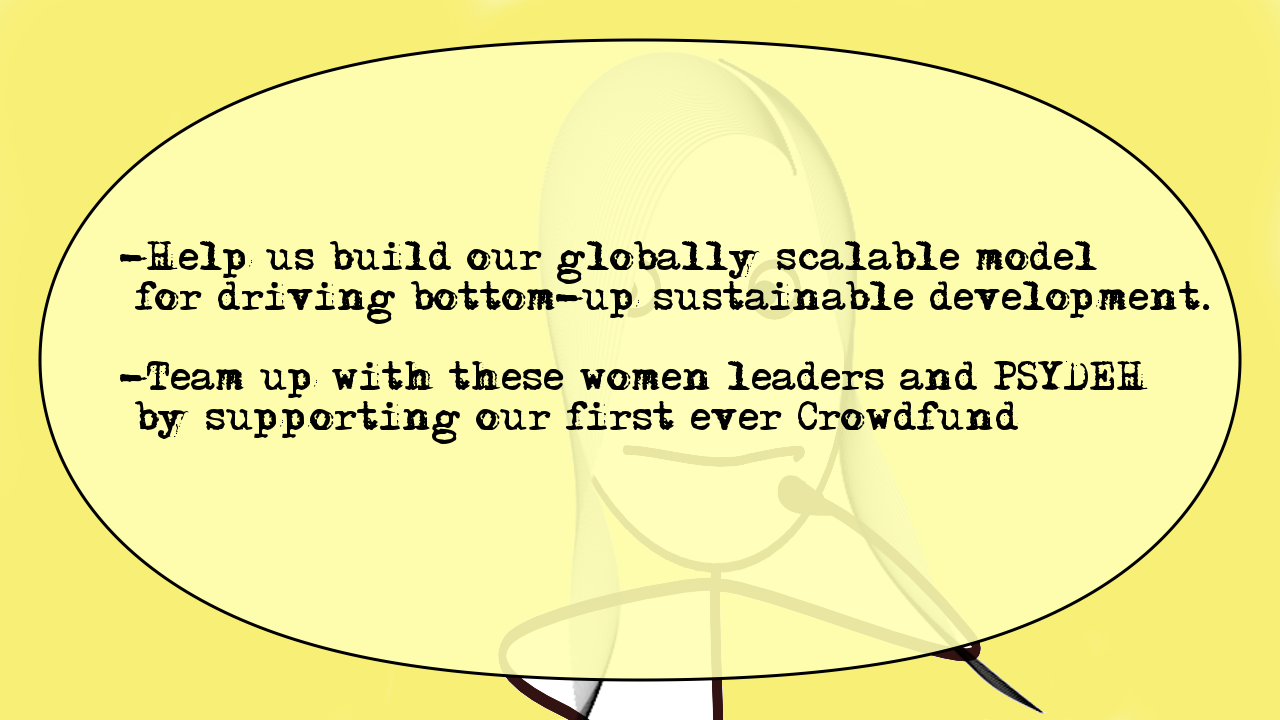 -Help us build our globally scalable model
for driving bottom-up sustainable development.
-Team up with these women leaders and PSYDEH
by supporting our first ever Crowdfund